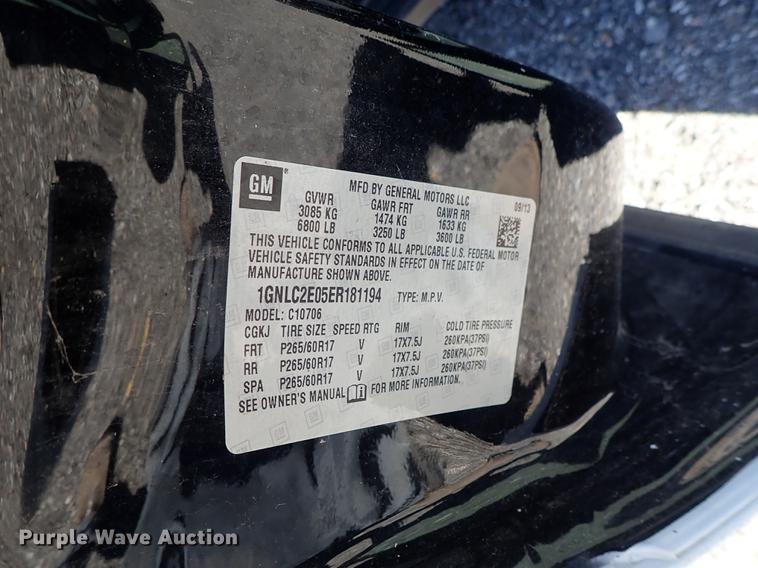 GM
MFD BY GENERAL MOTORS LLC
09/13
GVWR GAWR FRT GAWR RR
3085 KG 1474 KG 1633 KG
6800 LB 3250 LB 3600 LB
THIS VEHICLE CONFORMS TO ALL APPLICABLE U.S. FEDERAL MOTOR
VEHICLE SAFETY STANDARDS IN EFFECT ON THE DATE OF
MANUFACTURE SHOWN ABOVE.
1GNLC2E05ER181194 TYPE: M.P.V.
MODEL: C10706
CGKJ TIRE SIZE SPEED RTG RIM COLD TIRE PRESSURE
FRT P265/60R17 V 17X7.5J 260KPA(37PSI)
RR P265/60R17 V 17X7.5J 260KPA(37PSI)
SPA P265/60R17 V 17X7.5J 260KPA(37PSI)
SEE OWNER'S MANUAL FOR MORE INFORMATION.
Purple Wave Auction